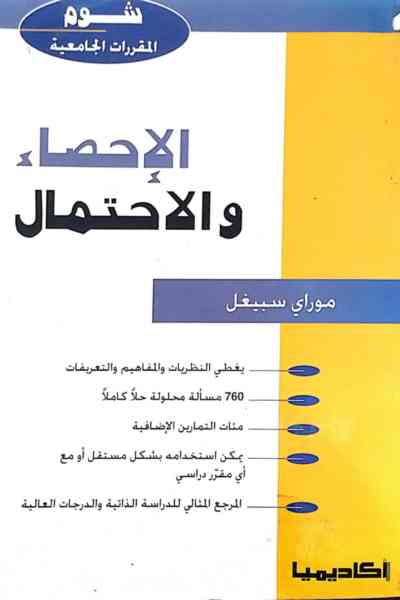 شوم
المقررات الجامعية
الإحصاء
والاحتمال
موراي سبيغل
يغطي النظريات والمفاهيم والتعريفات
760 مسألة محلولة حلاً كاملاً
مئات التمارين الإضافية
يمكن استخدامه بشكل مستقل أو مع
أي مقرّر دراسي
المرجع المثالي للدراسة الذاتية والدرجات العالية
أكاديميا